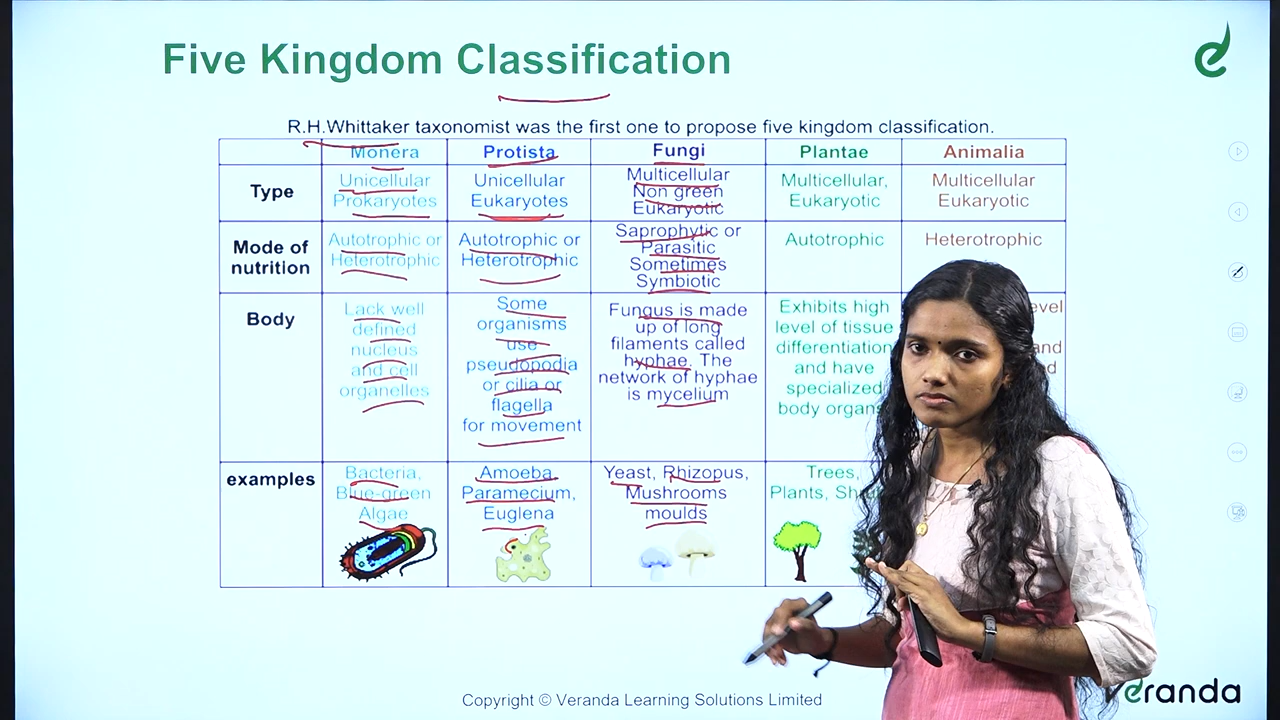 Five Kingdom Classification
R.H.Whittaker taxonomist was the first one to propose five kingdom classification.
Monera
Protista
Fungi
Plantae
Animalia
Type
Unicellular
Prokaryotes
Unicellular
Eukaryotes
Multicellular
Non green
Eukaryotic
Multicellular,
Eukaryotic
Multicellular
Eukaryotic
Mode of
nutrition
Autotrophic or
Heterotrophic
Autotrophic or
Heterotrophic
Saprophytic or
Parasitic
Sometimes
Symbiotic
Autotrophic
Heterotrophic
Body
Lack well
defined
nucleus
and cell
organelles
Some
organisms
use
pseudopodia
or cilia or
flagella
for movement
Fungus is made
up of long
filaments called
hyphae. The
network of hyphae
is mycelium
Exhibits high
level of tissue
differentiation
and have
specialized
body organs
and
examples
Bacteria,
Blue-green
Algae
Amoeba,
Paramecium,
Euglena
Yeast, Rhizopus,
Mushrooms
moulds
Trees,
Plants,
Copyright © Veranda Learning Solutions Limited
veranda